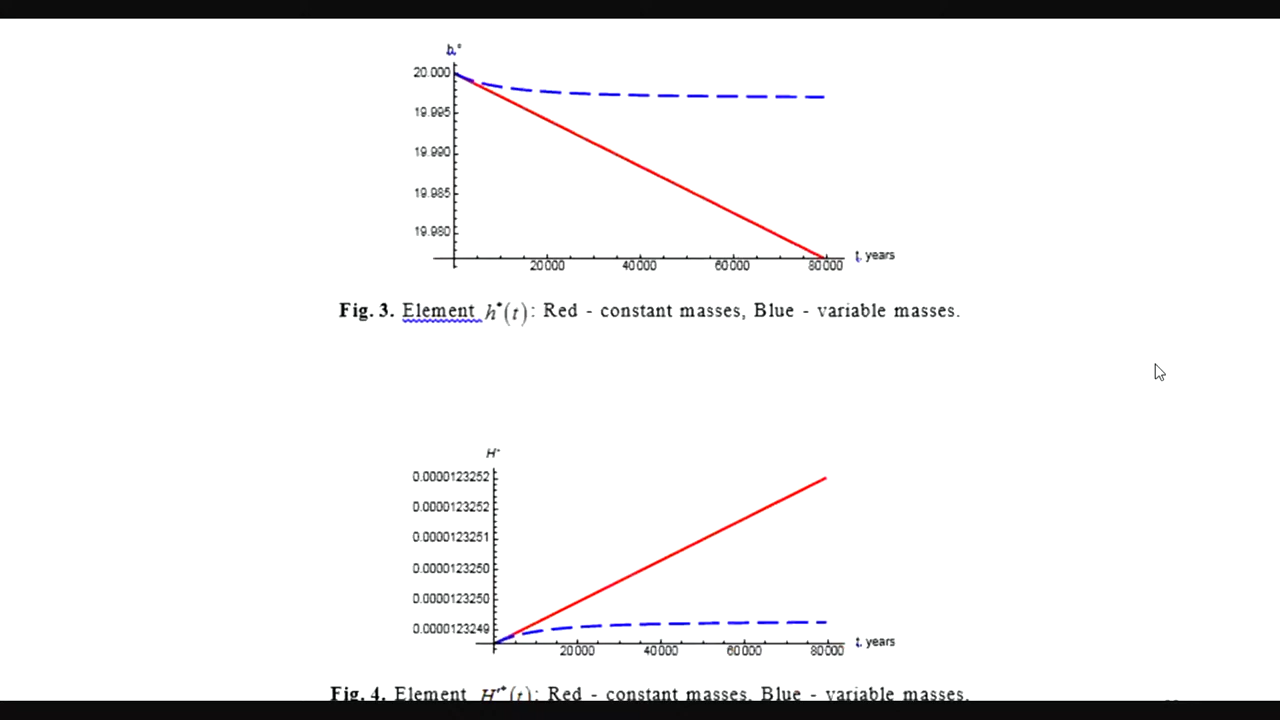 h*
20.000
19.995
19.990
19.985
19.980
20000 40000 60000 80000 t, years
Fig. 3. Element h*(t): Red - constant masses, Blue - variable masses.
H*
0.0000123252
0.0000123252
0.0000123251
0.0000123250
0.0000123250
0.0000123249
20000 40000 60000 80000 t, years
Fig. 4. Element H'*(t): Red - constant masses, Blue - variable masses.